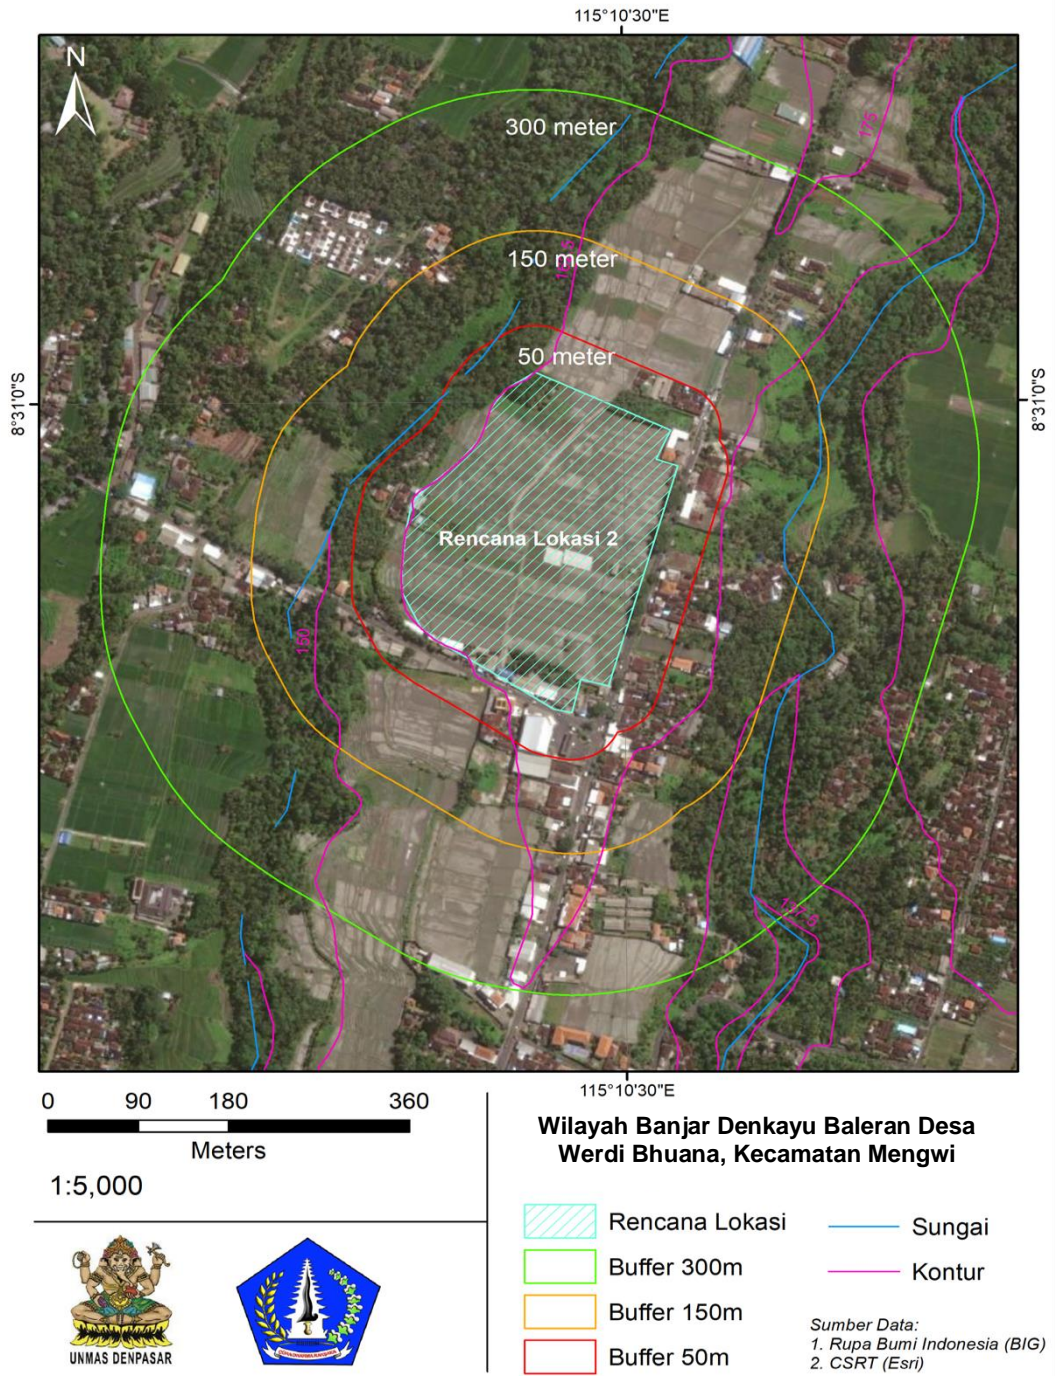 115°10'30"E
N
300 meter
175
150 meter
50 meter
8°31'0"S
8°31'0"S
Rencana Lokasi 2
150
137.5
115°10'30"E
0 90 180 360
Meters
1:5,000
Wilayah Banjar Denkayu Baleran Desa
Werdi Bhuana, Kecamatan Mengwi
Rencana Lokasi
Buffer 300m
Buffer 150m
Buffer 50m
Sungai
Kontur
Sumber Data:
1. Rupa Bumi Indonesia (BIG)
2. CSRT (Esri)
UNMAS DENPASAR